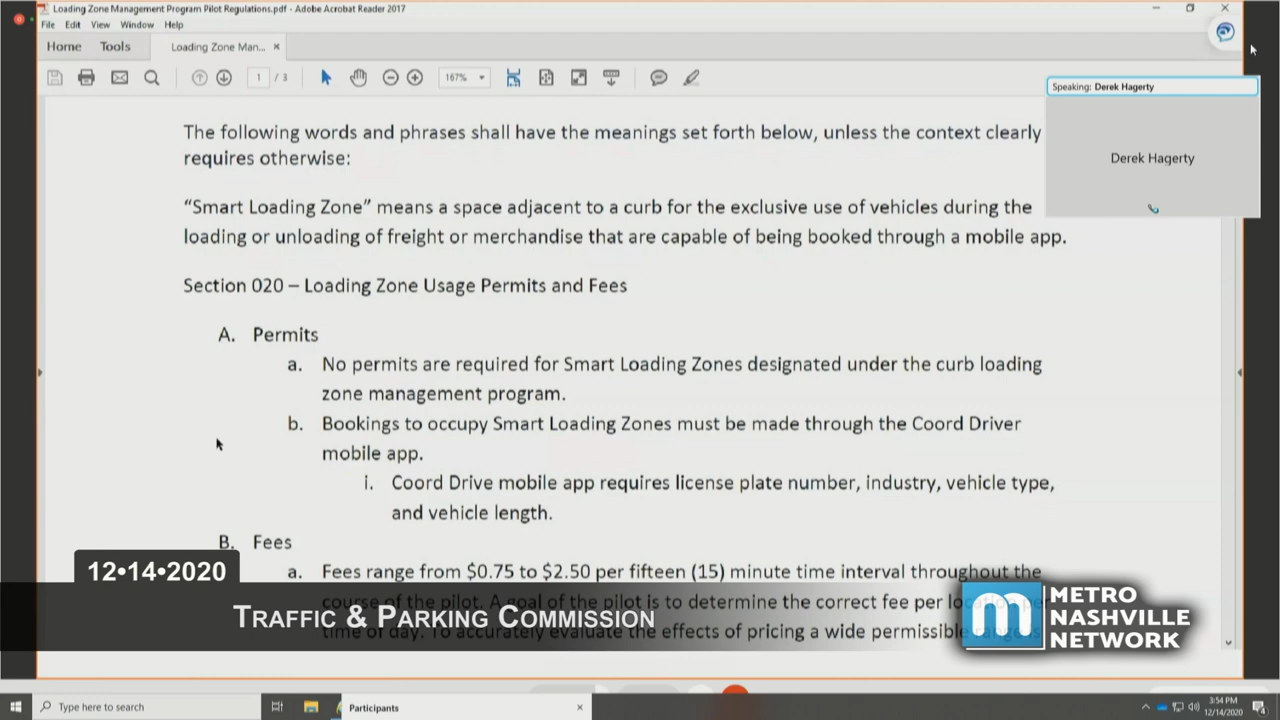 Loading Zone Management Program Pilot Regulations.pdf - Adobe Acrobat Reader 2017
File Edit View Window Help
Home Tools Loading Zone Man... ×
1 / 3 167%
Speaking: Derek Hagerty
Derek Hagerty
The following words and phrases shall have the meanings set forth below, unless the context clearly
requires otherwise:
“Smart Loading Zone” means a space adjacent to a curb for the exclusive use of vehicles during the
loading or unloading of freight or merchandise that are capable of being booked through a mobile app.
Section 020 – Loading Zone Usage Permits and Fees
A. Permits
a. No permits are required for Smart Loading Zones designated under the curb loading
zone management program.
b. Bookings to occupy Smart Loading Zones must be made through the Coord Driver
mobile app.
i. Coord Drive mobile app requires license plate number, industry, vehicle type,
and vehicle length.
B. Fees
a. Fees range from $0.75 to $2.50 per fifteen (15) minute time interval throughout the
course of the pilot. A goal of the pilot is to determine the correct fee per location per
time of day. To accurately evaluate the effects of pricing a wide permissible range is
12•14•2020
TRAFFIC & PARKING COMMISSION
m METRO
NASHVILLE
NETWORK
Type here to search
Participants ×
3:54 PM
12/14/2020
4